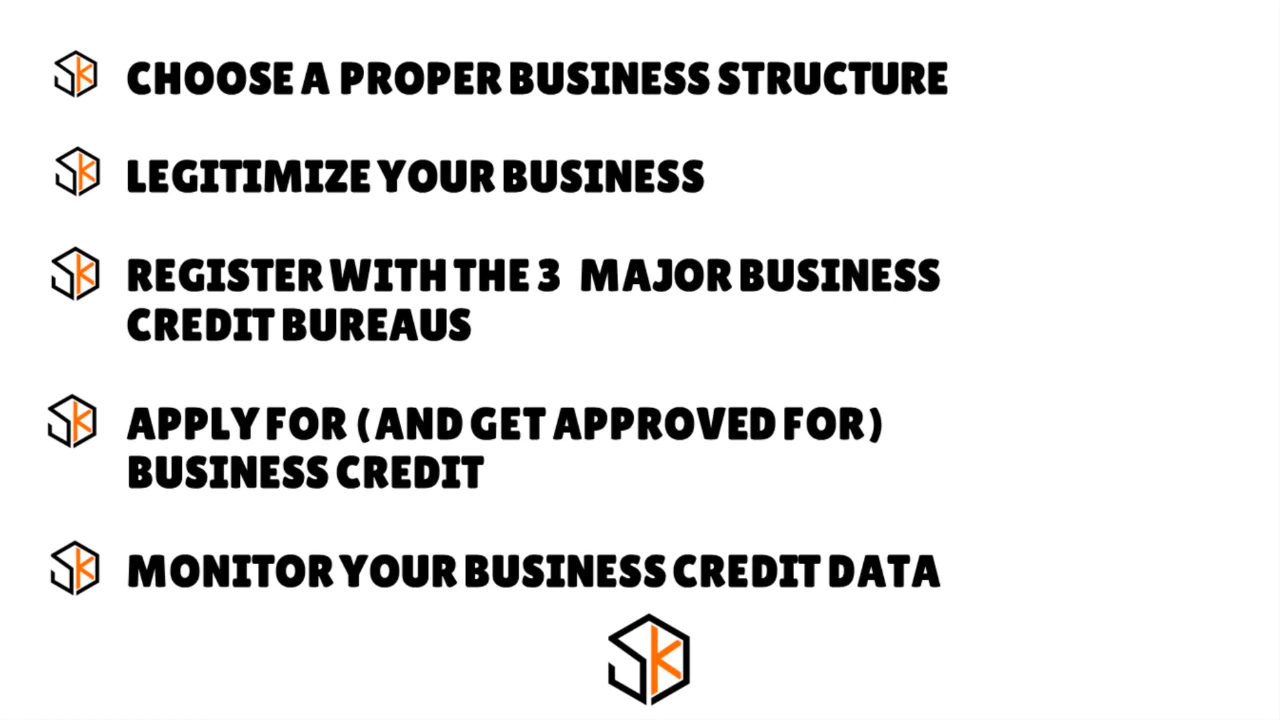 CHOOSE A PROPER BUSINESS STRUCTURE
LEGITIMIZE YOUR BUSINESS
REGISTER WITH THE 3 MAJOR BUSINESS
CREDIT BUREAUS
APPLY FOR (AND GET APPROVED FOR)
BUSINESS CREDIT
MONITOR YOUR BUSINESS CREDIT DATA
SK